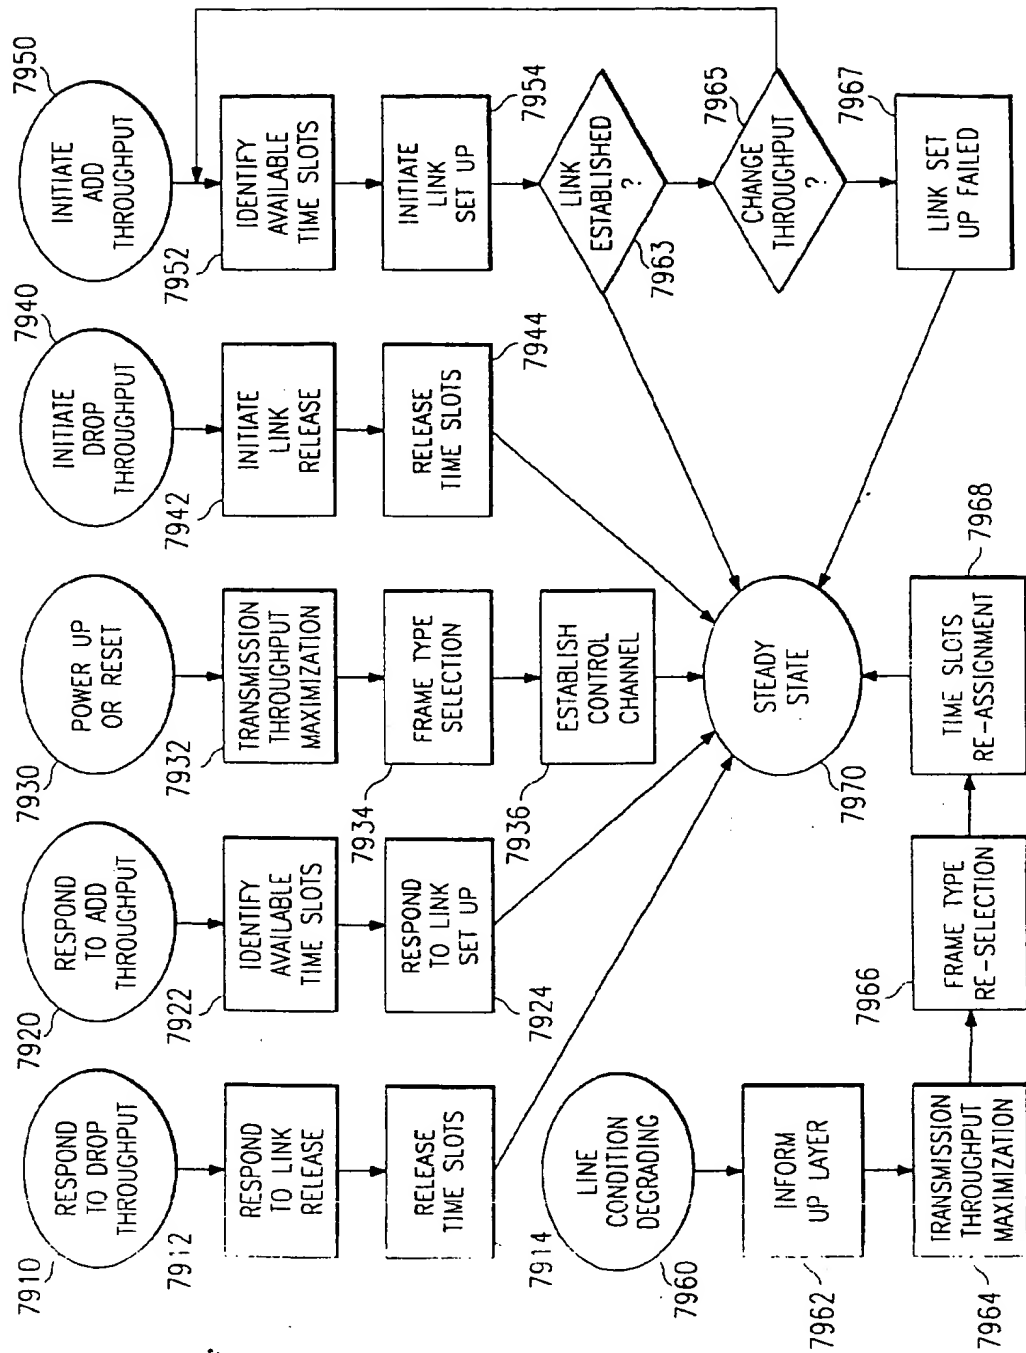 7910
RESPOND
TO DROP
THROUGHPUT
7912
RESPOND
TO LINK
RELEASE
RELEASE
TIME SLOTS
7914
7920
RESPOND
TO ADD
THROUGHPUT
7922
IDENTIFY
AVAILABLE
TIME SLOTS
RESPOND
TO LINK
SET UP
7924
7930
POWER UP
OR RESET
7932
TRANSMISSION
THROUGHPUT
MAXIMIZATION
7934
FRAME TYPE
SELECTION
7936
ESTABLISH
CONTROL
CHANNEL
7940
INITIATE
DROP
THROUGHPUT
7942
INITIATE
LINK
RELEASE
RELEASE
TIME SLOTS
7944
7950
INITIATE
ADD
THROUGHPUT
7952
IDENTIFY
AVAILABLE
TIME SLOTS
INITIATE
LINK
SET UP
7954
LINK
ESTABLISHED
?
7963
CHANGE
THROUGHPUT
?
7965
LINK SET
UP FAILED
7967
LINE
CONDITION
DEGRADING
7960
INFORM
UP LAYER
7962
TRANSMISSION
THROUGHPUT
MAXIMIZATION
7964
7966
FRAME TYPE
RE-SELECTION
TIME SLOTS
RE-ASSIGNMENT
7968
STEADY
STATE
7970